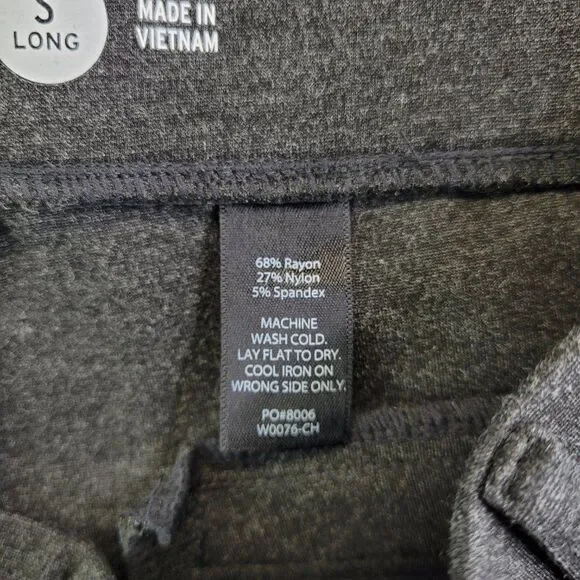 S
LONG
MADE IN
VIETNAM
68% Rayon
27% Nylon
5% Spandex
MACHINE
WASH COLD.
LAY FLAT TO DRY.
COOL IRON ON
WRONG SIDE ONLY.
PO#8006
W0076-CH